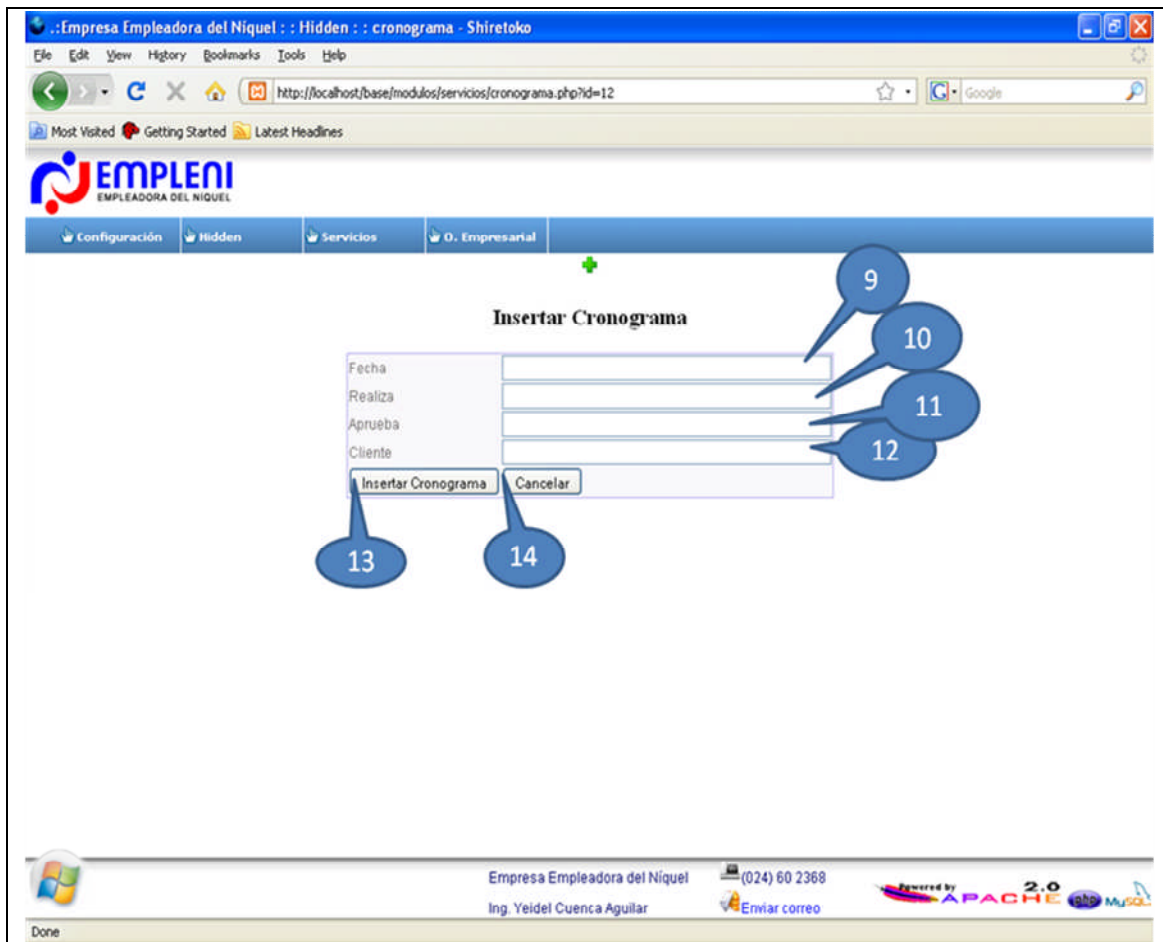 .:Empresa Empleadora del Níquel : : Hidden : : cronograma - Shiretoko
File Edit View History Bookmarks Tools Help
http://localhost/base/modulos/servicios/cronograma.php?id=12
Google
Most Visited Getting Started Latest Headlines
EMPLENI
EMPLEADORA DEL NIQUEL
Configuración Hidden Servicios O. Empresarial
9
Insertar Cronograma
10
Fecha
Realiza
11
Aprueba
Cliente
12
Insertar Cronograma Cancelar
13
14
Empresa Empleadora del Níquel (024) 60 2368
Ing. Yeidel Cuenca Aguilar Enviar correo
Powered by APACHE 2.0
php MySQL
Done